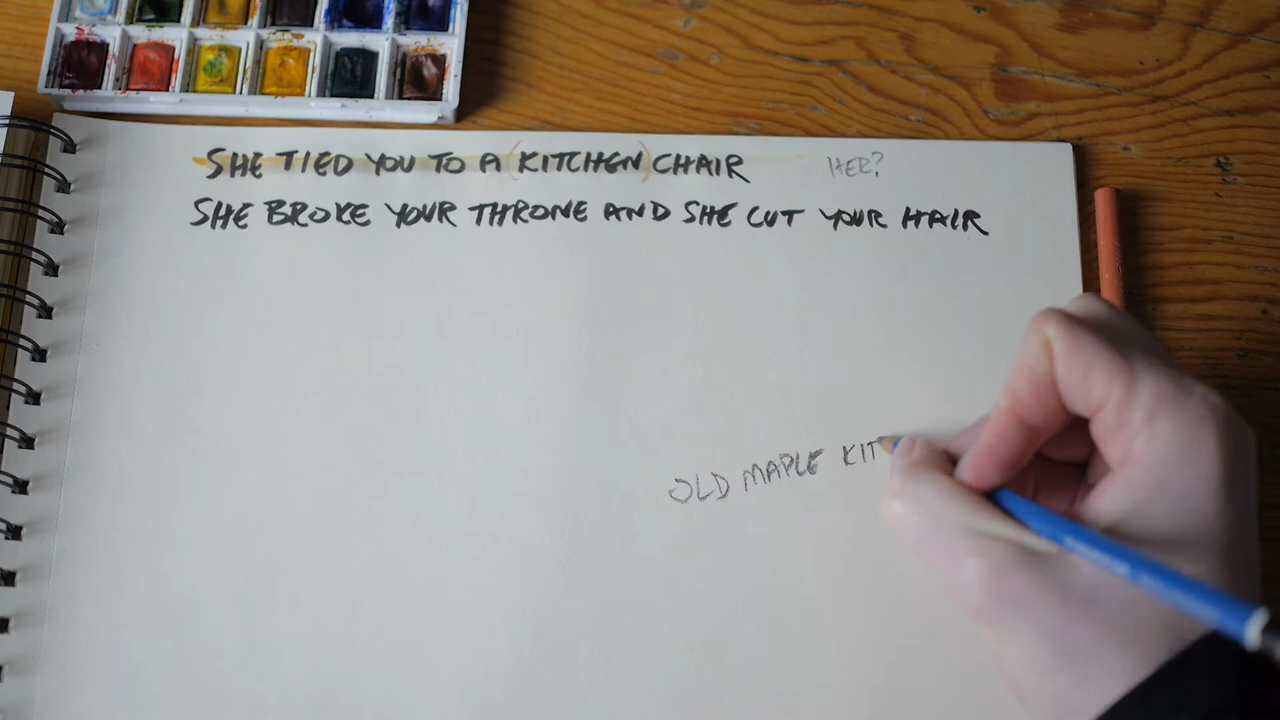 SHE TIED YOU TO A (KITCHEN) CHAIR HER?
SHE BROKE YOUR THRONE AND SHE CUT YOUR HAIR
OLD MAPLE KIT